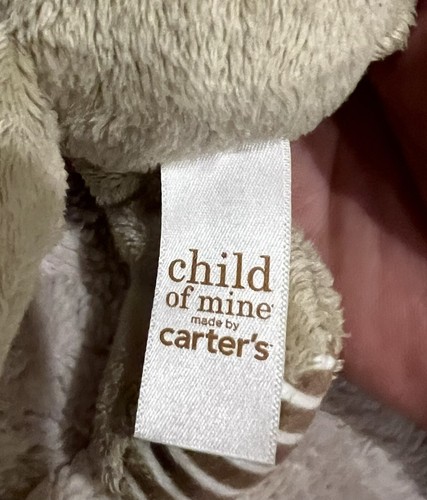 child
of mine
made by
carter's